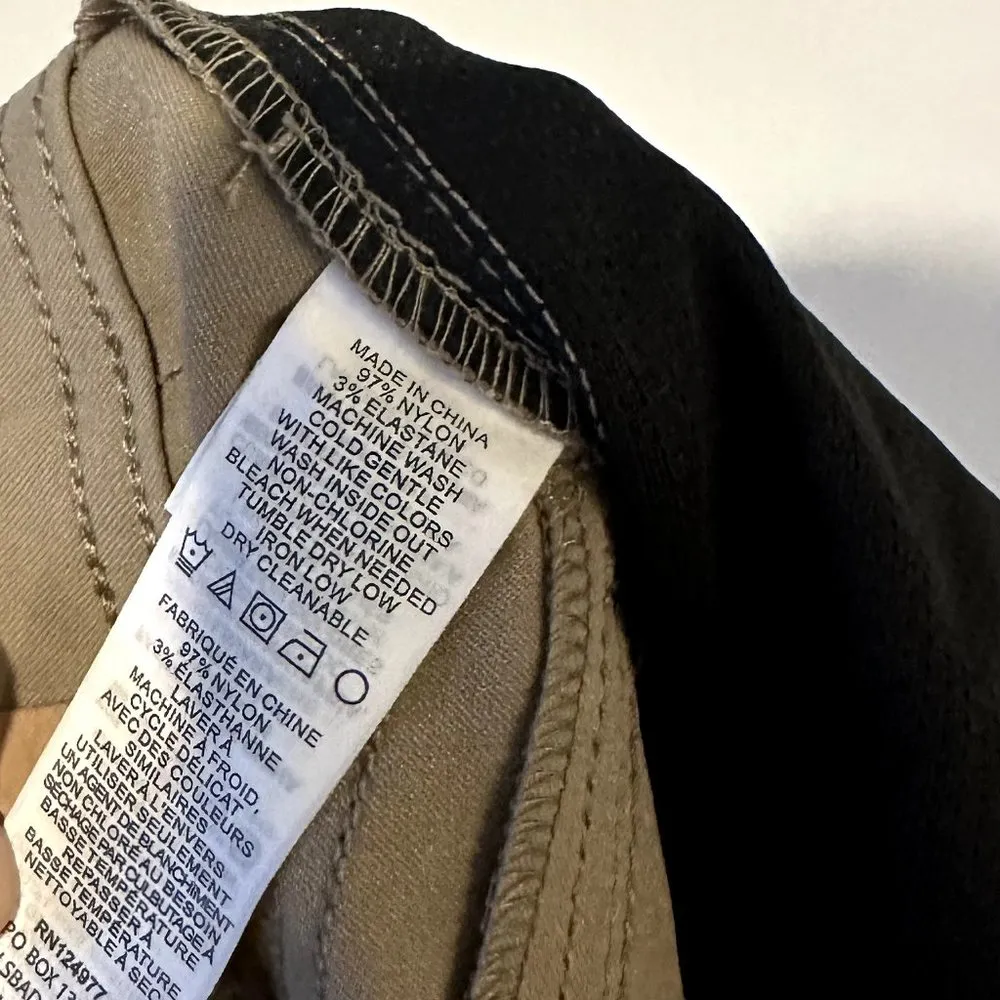 MADE IN CHINA
97% NYLON
3% ELASTANE
MACHINE WASH
COLD GENTLE
WITH LIKE COLORS
WASH INSIDE OUT
NON-CHLORINE
BLEACH WHEN NEEDED
TUMBLE DRY LOW
IRON LOW
DRY CLEANABLE
FABRIQUÉ EN CHINE
97% NYLON
3% ÉLASTHANNE
LAVER À
MACHINE À FROID,
CYCLE DÉLICAT
AVEC DES COULEURS
SIMILAIRES
LAVER À L'ENVERS
UTILISER SEULEMENT
UN AGENT DE BLANCHIMENT
NON CHLORÉ AU BESOIN
SÉCHAGE PAR CULBUTAGE À
BASSE TEMPÉRATURE
REPASSER À
BASSE TEMPÉRATURE
NETTOYABLE À SEC
RN124977
PO BOX 13
LSBAD